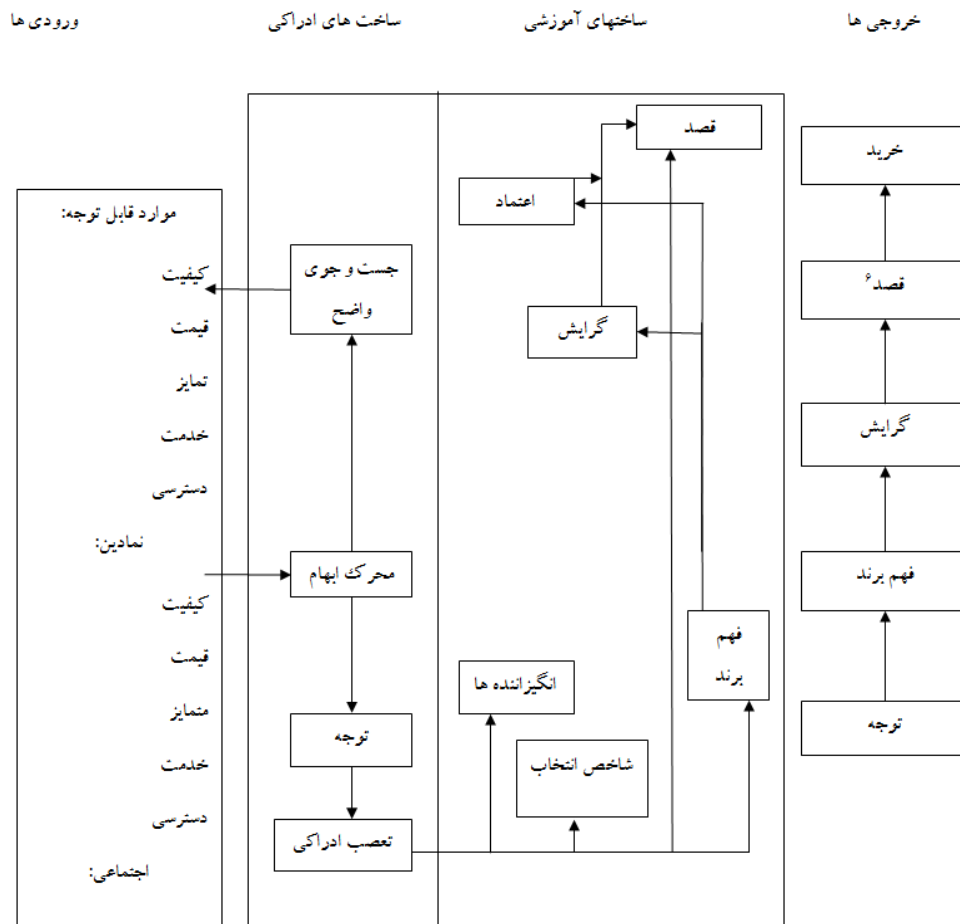 ورودی ها
ساخت های ادراکی
ساختهای آموزشی
خروجی ها
موارد قابل توجه:
کیفیت
قیمت
تمایز
خدمت
دسترسی
نمادین:
کیفیت
قیمت
متمایز
خدمت
دسترسی
اجتماعی:
جست و جوی
واضح
محرک ابهام
توجه
تعصب ادراکی
قصد
اعتماد
گرایش
فهم
برند
انگیزاننده ها
شاخص انتخاب
خرید
قصد۶
گرایش
فهم برند
توجه